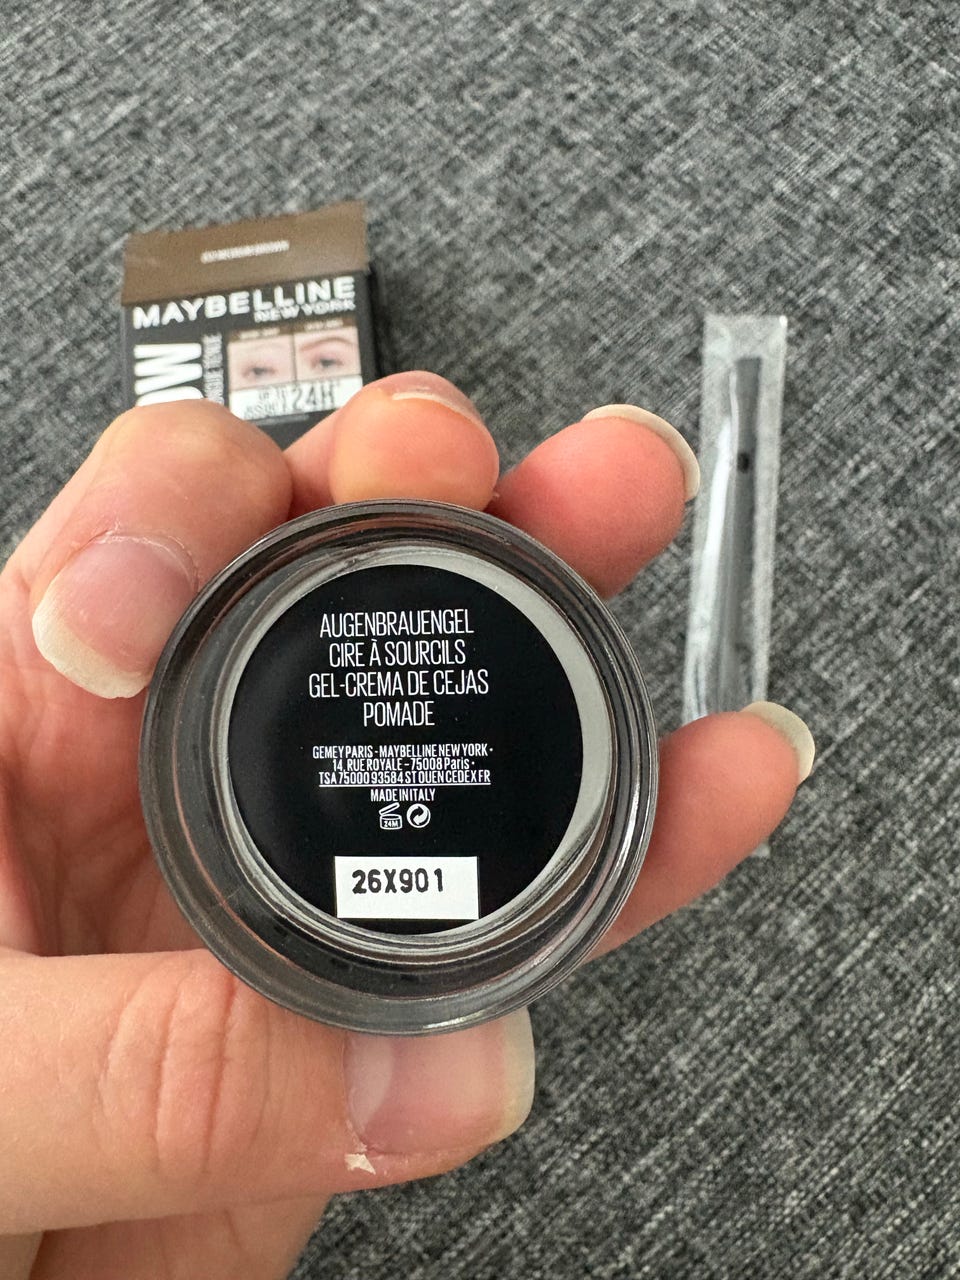 MAYBELLINE
NEW YORK
OW
24H
AUGENBRAUENGEL
CIRE À SOURCILS
GEL-CREMA DE CEJAS
POMADE
GEMEY PARIS - MAYBELLINE NEW YORK •
14, RUE ROYALE - 75008 Paris •
TSA 75000 93584 ST OUEN CEDEX FR
MADE IN ITALY
24M
26X901